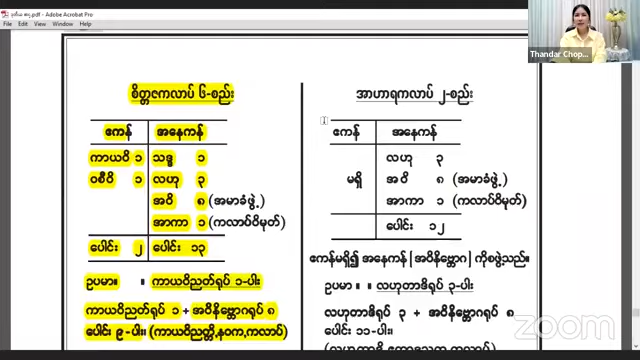 စုတ်မ ၈၇.pdf - Adobe Acrobat Pro
File Edit View Window Help
Thandar Chop...
စိတ္တဇကလာပ် ၆-စည်း
ဧကန် အနေကန်
ကာယဝိ ၁ သဒ္ဒ ၁
ဝစီဝိ ၁ လဟု ၃
အဝိ ၈ (အမာခံဖွဲ့)
အာကာ ၁ (ကလာပ်ဝိမုတ်)
ပေါင်း ၂ ပေါင်း ၁၃
ဥပမာ။ ။ ကာယဝိညတ်ရုပ် ၁-ပါး
ကာယဝိညတ်ရုပ် ၁ + အဝိနိဗ္ဘောဂရုပ် ၈
ပေါင်း ၉-ပါး၊ (ကာယဝိညတ္တိ,နဝက,ကလာပ်)
အာဟာရကလာပ် ၂-စည်း
ဧကန် အနေကန်
လဟု ၃
မရှိ အဝိ ၈ (အမာခံဖွဲ့)
အာကာ ၁ (ကလာပ်ဝိမုတ်)
ပေါင်း ၁၂
ဧကန်မရှိ၍ အနေကန် [အဝိနိဗ္ဘောဂ] ကိုစဖွဲ့သည်။
ဥပမာ ။ ။ လဟုတာဒိရုပ် ၃-ပါး
လဟုတာဒိရုပ် ၃ + အဝိနိဗ္ဘောဂရုပ် ၈
ပေါင်း ၁၁-ပါး၊
zoom